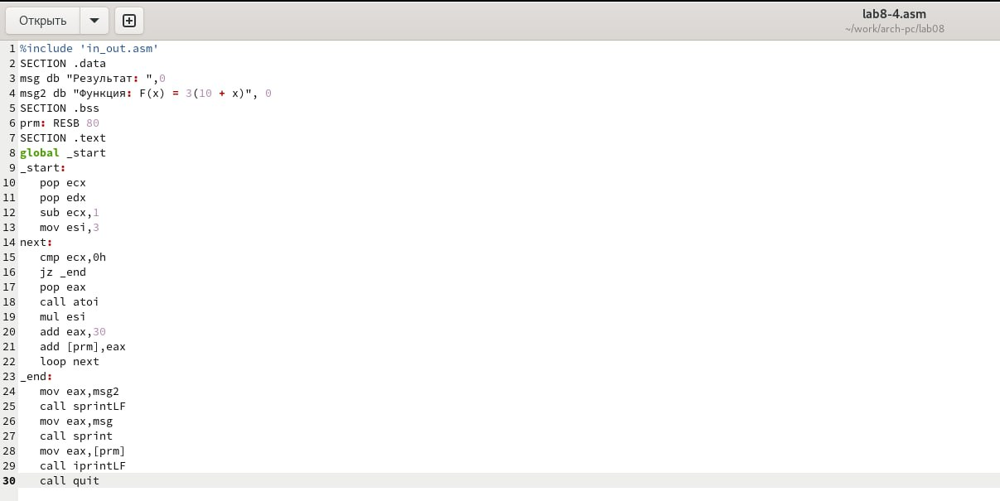 Открыть
lab8-4.asm
~/work/arch-pc/lab08
1 %include 'in_out.asm'
2 SECTION .data
3 msg db "Результат: ",0
4 msg2 db "Функция: F(x) = 3(10 + x)", 0
5 SECTION .bss
6 prm: RESB 80
7 SECTION .text
8 global _start
9 _start:
10    pop ecx
11    pop edx
12    sub ecx,1
13    mov esi,3
14 next:
15    cmp ecx,0h
16    jz _end
17    pop eax
18    call atoi
19    mul esi
20    add eax,30
21    add [prm],eax
22    loop next
23 _end:
24    mov eax,msg2
25    call sprintLF
26    mov eax,msg
27    call sprint
28    mov eax,[prm]
29    call iprintLF
30    call quit